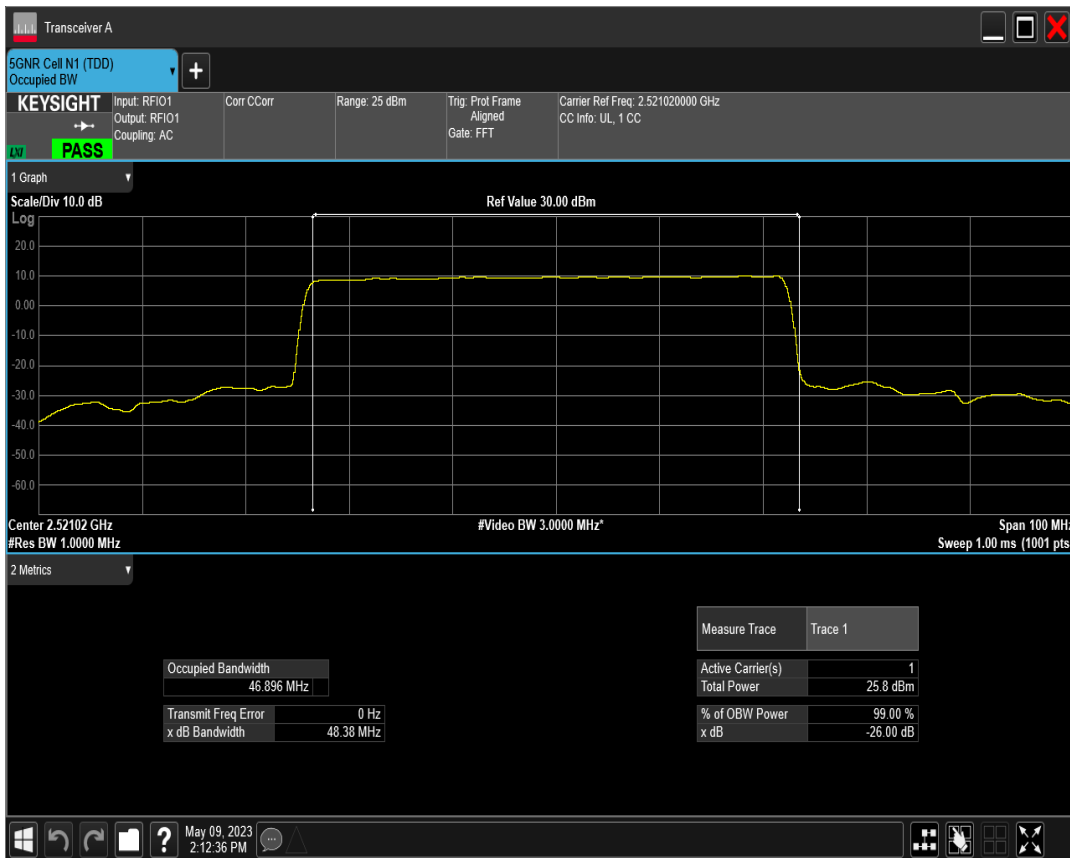 Transceiver A
5GNR Cell N1 (TDD)
Occupied BW
+
KEYSIGHT
LXI
PASS
Input: RFIO1
Output: RFIO1
Coupling: AC
Corr CCorr
Range: 25 dBm
Trig: Prot Frame
Aligned
Gate: FFT
Carrier Ref Freq: 2.521020000 GHz
CC Info: UL, 1 CC
1 Graph
Scale/Div 10.0 dB
Ref Value 30.00 dBm
Log
20.0
10.0
0.00
-10.0
-20.0
-30.0
-40.0
-50.0
-60.0
Center 2.52102 GHz
#Video BW 3.0000 MHz*
Span 100 MHz
#Res BW 1.0000 MHz
Sweep 1.00 ms (1001 pts
2 Metrics
Measure Trace Trace 1
Occupied Bandwidth
46.896 MHz
Active Carrier(s) 1
Total Power 25.8 dBm
Transmit Freq Error 0 Hz
x dB Bandwidth 48.38 MHz
% of OBW Power 99.00 %
x dB -26.00 dB
?
May 09, 2023
2:12:36 PM